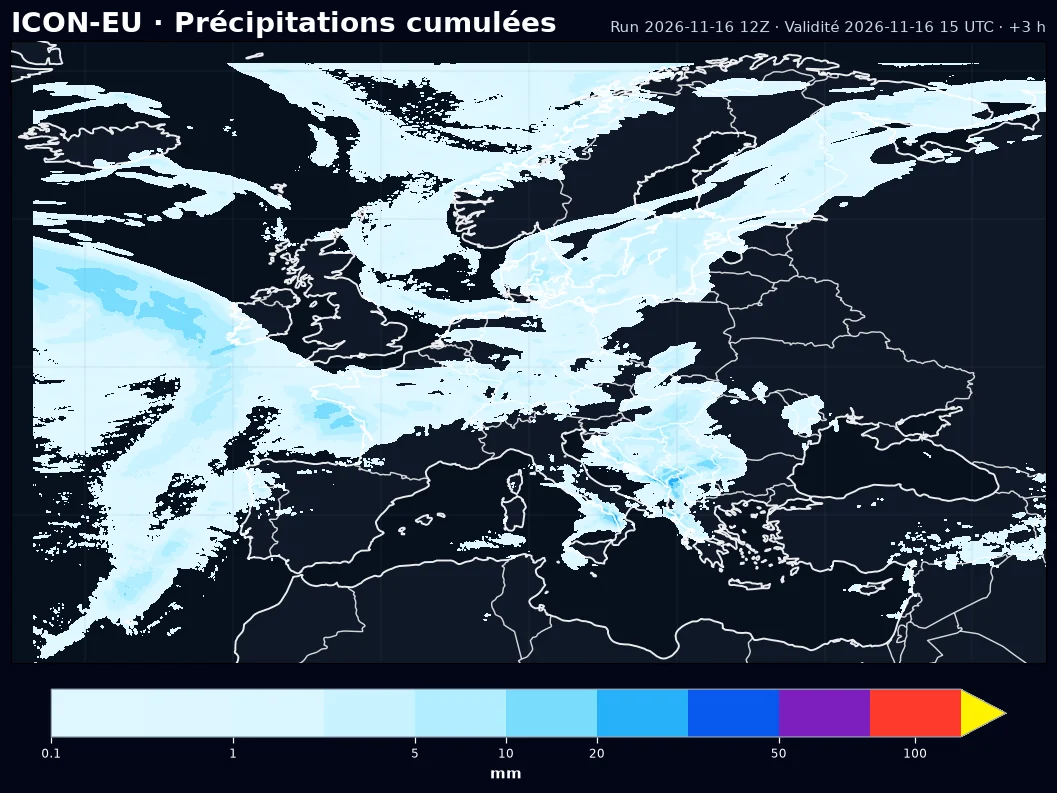 ICON-EU · Précipitations cumulées
Run 2026-11-16 12Z · Validité 2026-11-16 15 UTC · +3 h
0.1 1 5 10 20 50 100
mm